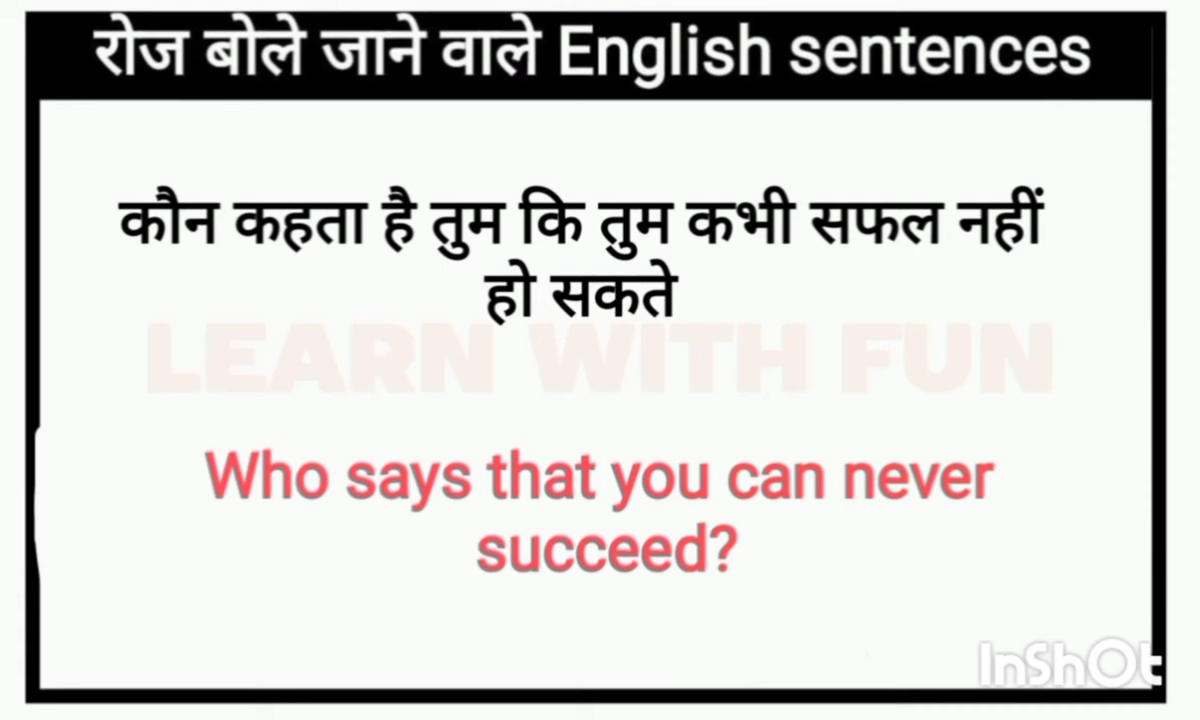 रोज बोले जाने वाले English sentences
कौन कहता है तुम कि तुम कभी सफल नहीं
हो सकते
LEARN WITH FUN
Who says that you can never
succeed?
InShOt